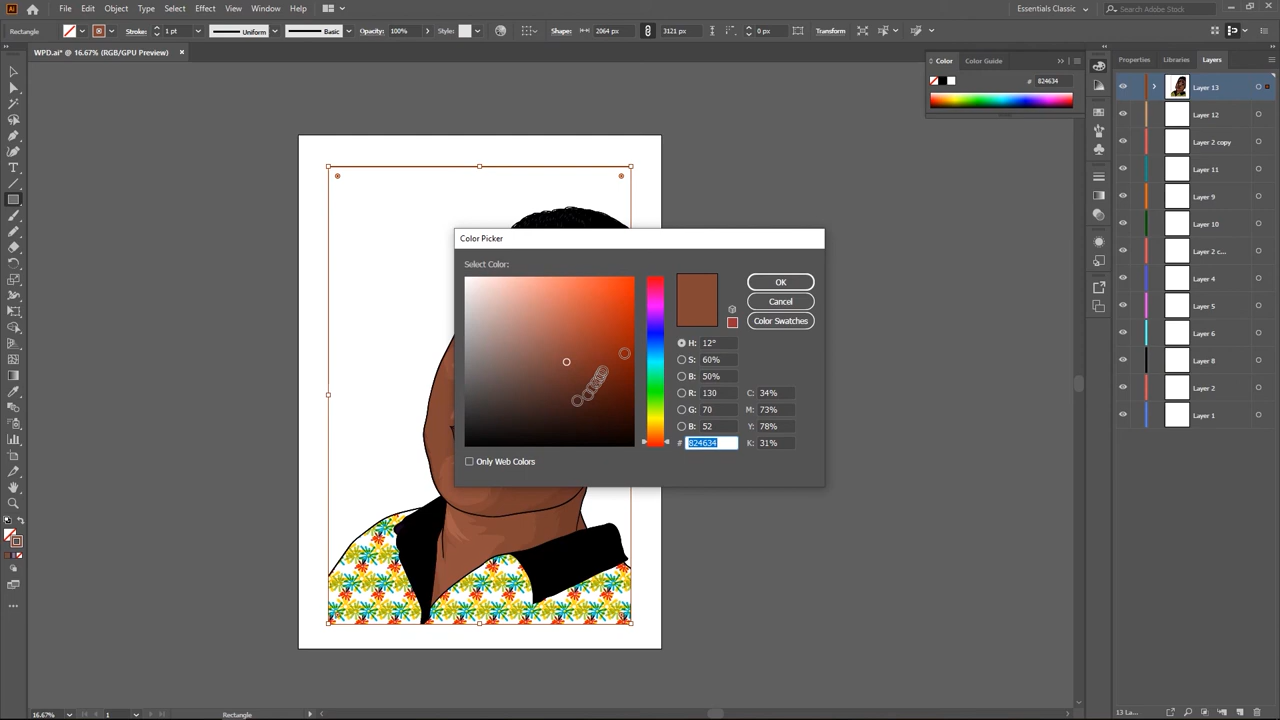 Ai File Edit Object Type Select Effect View Window Help Essentials Classic Search Adobe Stock
Rectangle Stroke: 1 pt Uniform Basic Opacity: 100% Style: Shape: 2064 px 3121 px 0 px Transform
WPD.ai* @ 16.67% (RGB/GPU Preview) ×
Color Color Guide
# 824634
Properties Libraries Layers
Layer 13
Layer 12
Layer 2 copy
Layer 11
Layer 9
Layer 10
Layer 2 c...
Layer 4
Layer 5
Layer 6
Layer 8
Layer 2
Layer 1
Color Picker
Select Color:
OK
Cancel
Color Swatches
H: 12°
S: 60%
B: 50%
R: 130 C: 34%
G: 70 M: 73%
B: 52 Y: 78%
# 824634 K: 31%
Only Web Colors
16.67% 1 Rectangle
13 La...